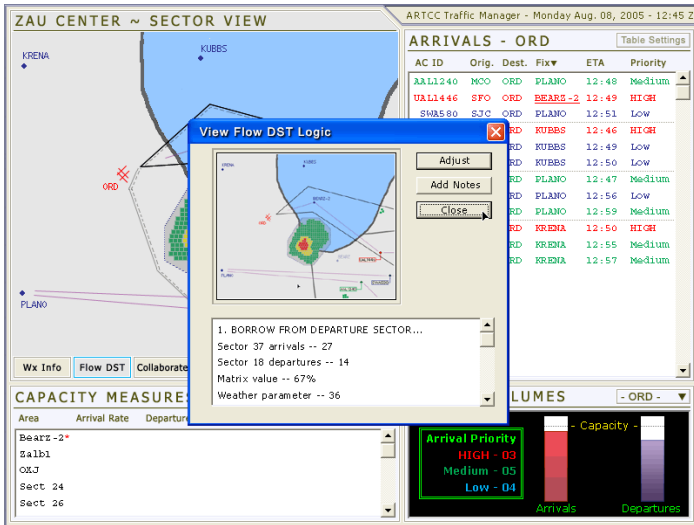 ZAU CENTER ~ SECTOR VIEW
KRENA
KUBBS
ORD
PLANO
Wx Info
Flow DST
Collaborate
ARTCC Traffic Manager - Monday Aug. 08, 2005 - 12:45 Z
ARRIVALS - ORD
Table Settings
AC ID Orig. Dest. Fix▾ ETA Priority
AAL1240 MCO ORD PLANO 12:48 Medium
UAL1446 SFO ORD BEARZ-2 12:49 HIGH
SWA580 SJC ORD PLANO 12:51 Low
RD KUBBS 12:46 HIGH
RD KUBBS 12:49 Low
RD KUBBS 12:50 Low
RD PLANO 12:47 Medium
RD PLANO 12:56 Low
RD PLANO 12:59 Medium
RD KRENA 12:50 HIGH
RD KRENA 12:55 Medium
RD KRENA 12:57 Medium
View Flow DST Logic
KRENA
KUBBS
BEARZ-2
ORD
PLANO
Adjust
Add Notes
Close
1. BORROW FROM DEPARTURE SECTOR...
Sector 37 arrivals -- 27
Sector 18 departures -- 14
Matrix value -- 67%
Weather parameter -- 36
CAPACITY MEASURES
Area Arrival Rate Departure
Bearz-2*
Zalb1
OXJ
Sect 24
Sect 26
LUMES
- ORD - ▼
Arrival Priority
HIGH - 03
Medium - 05
Low - 04
- Capacity -
Arrivals
Departures